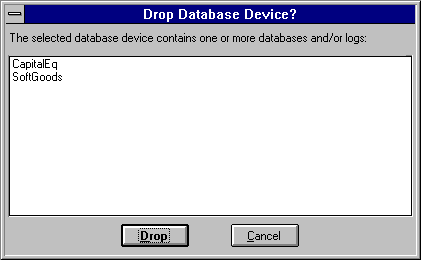 Drop Database Device?
The selected database device contains one or more databases and/or logs:
CapitalEq
SoftGoods
Drop Cancel